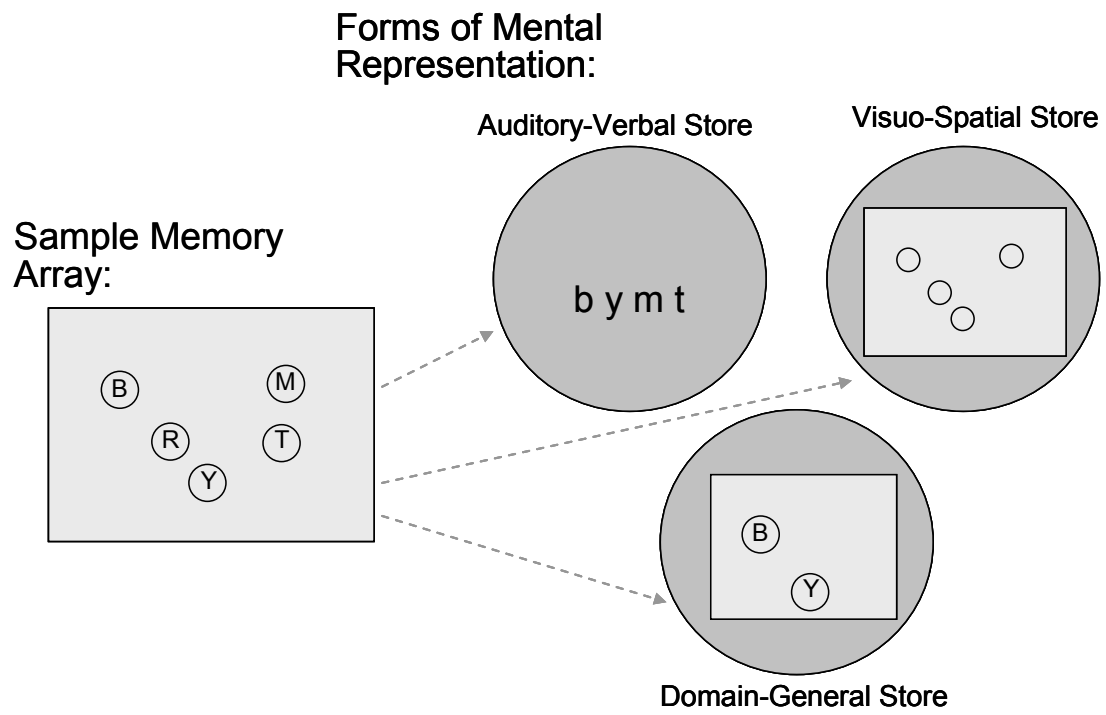 Forms of Mental
Representation:
Auditory-Verbal Store
Visuo-Spatial Store
Sample Memory
Array:
b y m t
B
M
R
T
Y
B
Y
Domain-General Store